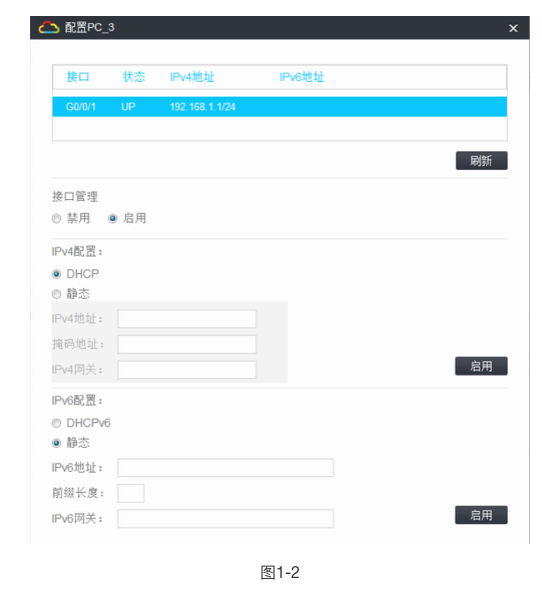 配置PC_3
接口 状态 IPv4地址 IPv6地址
G0/0/1 UP 192.168.1.1/24
刷新
接口管理
禁用 启用
IPv4配置：
DHCP
静态
IPv4地址：
掩码地址：
IPv4网关：
启用
IPv6配置：
DHCPv6
静态
IPv6地址：
前缀长度：
IPv6网关：
启用
图1-2